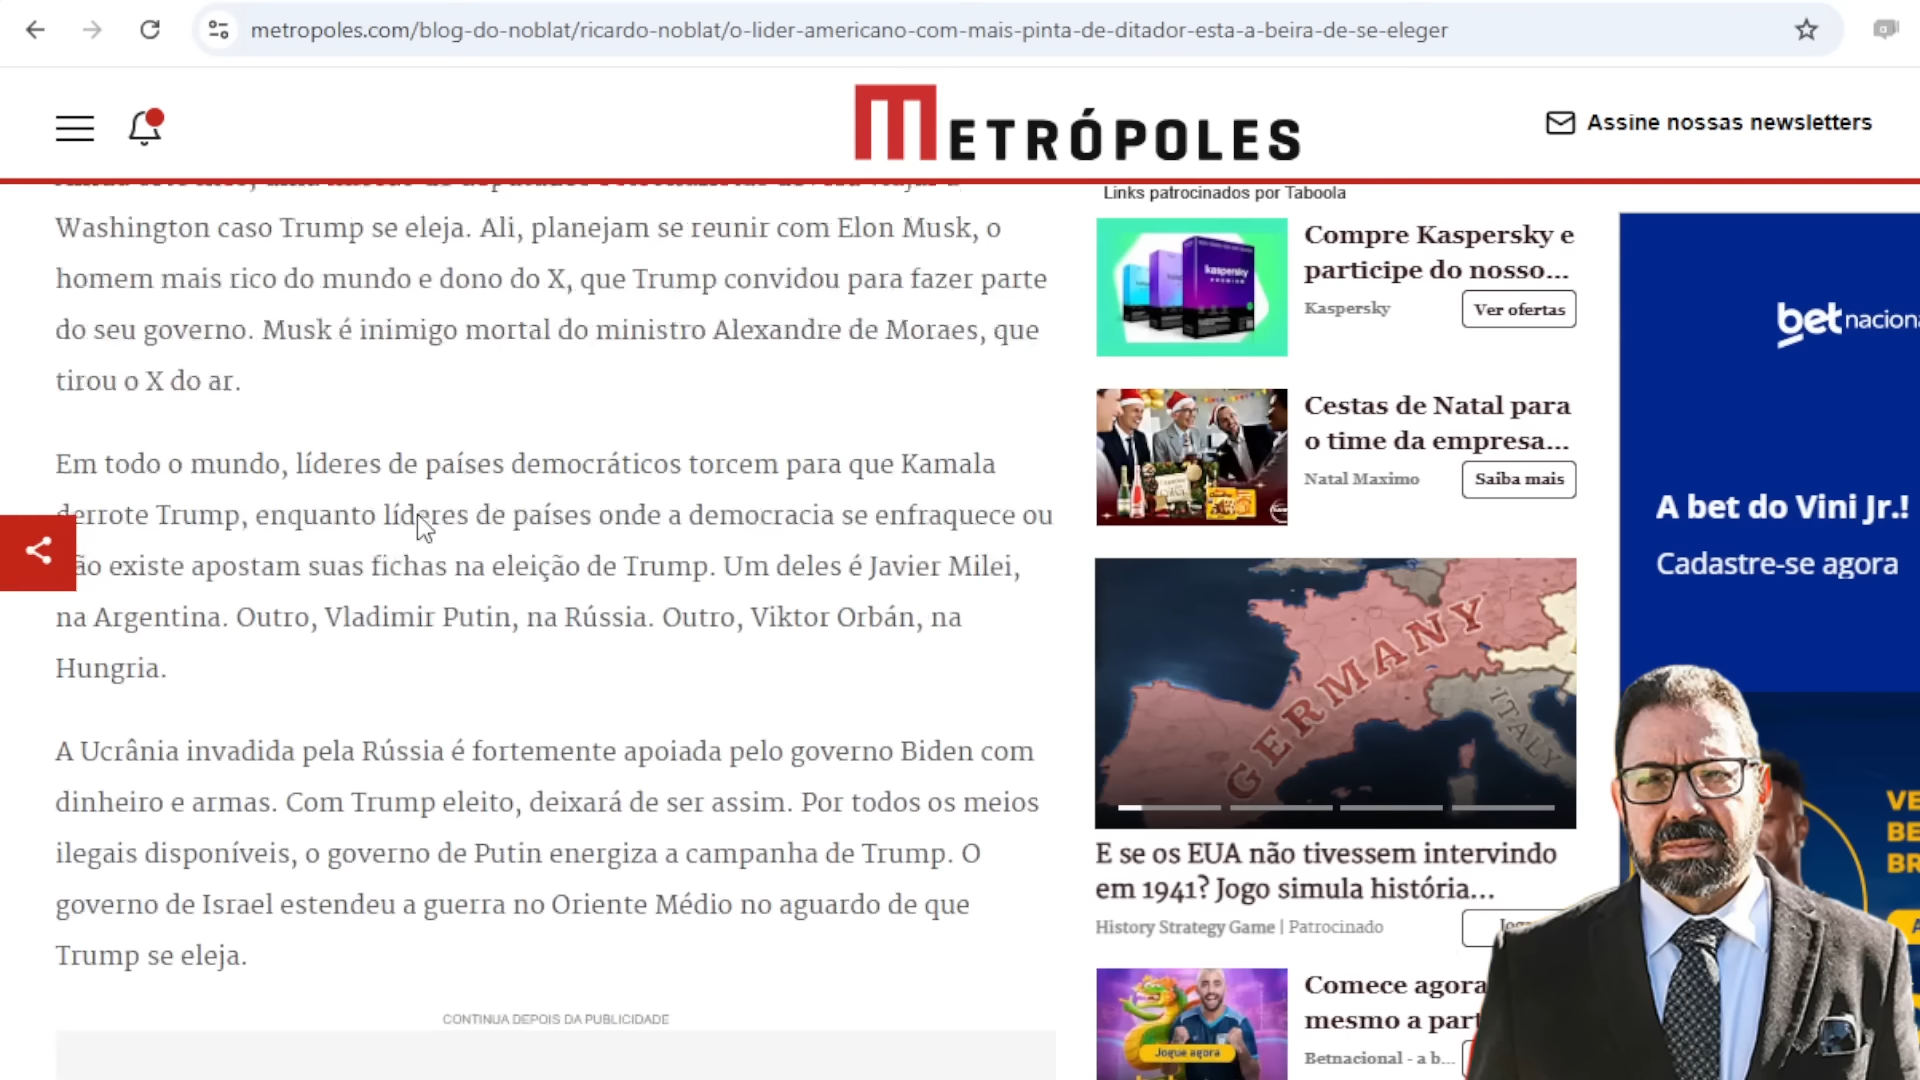 metropoles.com/blog-do-noblat/ricardo-noblat/o-lider-americano-com-mais-pinta-de-ditador-esta-a-beira-de-se-eleger
METRÓPOLES
Assine nossas newsletters
Washington caso Trump se eleja. Ali, planejam se reunir com Elon Musk, o
homem mais rico do mundo e dono do X, que Trump convidou para fazer parte
do seu governo. Musk é inimigo mortal do ministro Alexandre de Moraes, que
tirou o X do ar.
Em todo o mundo, líderes de países democráticos torcem para que Kamala
derrote Trump, enquanto líderes de países onde a democracia se enfraquece ou
ão existe apostam suas fichas na eleição de Trump. Um deles é Javier Milei,
na Argentina. Outro, Vladimir Putin, na Rússia. Outro, Viktor Orbán, na
Hungria.
A Ucrânia invadida pela Rússia é fortemente apoiada pelo governo Biden com
dinheiro e armas. Com Trump eleito, deixará de ser assim. Por todos os meios
ilegais disponíveis, o governo de Putin energiza a campanha de Trump. O
governo de Israel estendeu a guerra no Oriente Médio no aguardo de que
Trump se eleja.
CONTINUA DEPOIS DA PUBLICIDADE
Links patrocinados por Taboola
kaspersky
PREMIUM
Compre Kaspersky e
participe do nosso...
Kaspersky
Ver ofertas
Cestas de Natal para
o time da empresa...
Natal Maximo
Saiba mais
GERMANY
ITALY
E se os EUA não tivessem intervindo
em 1941? Jogo simula história...
History Strategy Game | Patrocinado
Jogue agora
Comece agora
mesmo a part
Betnacional - a b...
bet naciona
A bet do Vini Jr.!
Cadastre-se agora
VE
BE
BR
A